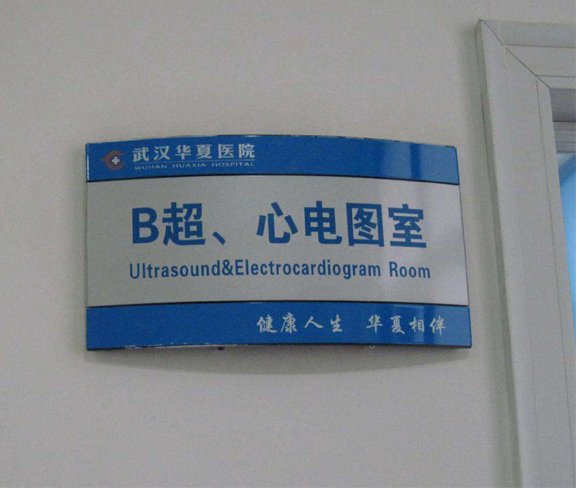 武汉华夏医院
WUHAN HUAXIA HOSPITAL
B超、心电图室
Ultrasound&Electrocardiogram Room
健康人生 华夏相伴